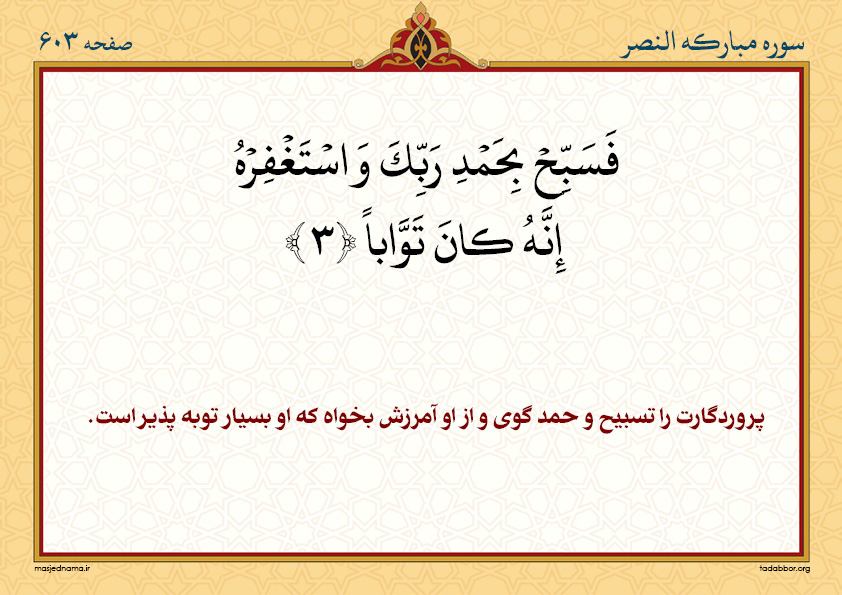 سوره مبارکه النصر
صفحه ۶۰۳
فَسَبِّحْ بِحَمْدِ رَبِّكَ وَ اسْتَغْفِرْهُ
إِنَّهُ كانَ تَوَّاباً ﴿۳﴾
پروردگارت را تسبیح و حمد گوی و از او آمرزش بخواه که او بسیار توبه پذیر است.
masjednama.ir
tadabbor.org